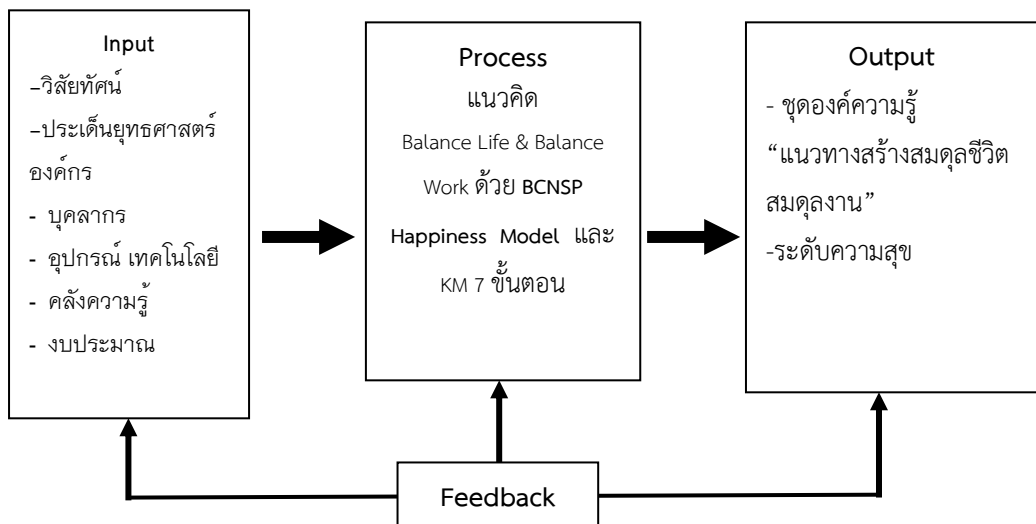 Input
-วิสัยทัศน์
-ประเด็นยุทธศาสตร์
องค์กร
- บุคลากร
- อุปกรณ์ เทคโนโลยี
- คลังความรู้
- งบประมาณ
Process
แนวคิด
Balance Life & Balance
Work ด้วย BCNSP
Happiness Model และ
KM 7 ขั้นตอน
Output
- ชุดองค์ความรู้
“แนวทางสร้างสมดุลชีวิต
สมดุลงาน”
-ระดับความสุข
Feedback